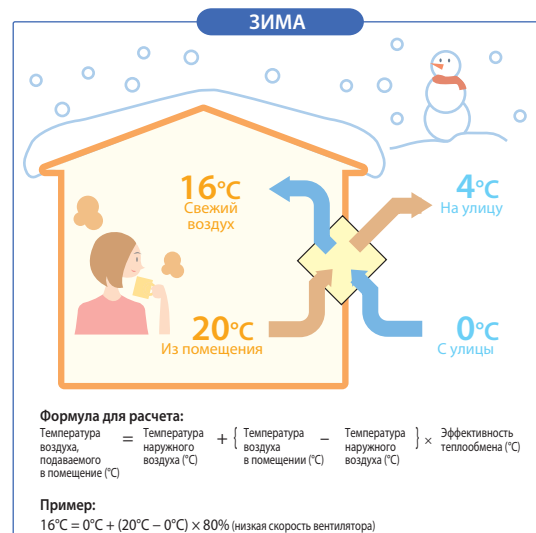 ЗИМА
16°C
Свежий
воздух
4°C
На улицу
20°C
Из помещения
0°C
С улицы
Формула для расчета:
Температура воздуха, подаваемого в помещение (°C) = Температура наружного воздуха (°C) + { Температура воздуха в помещении (°C) – Температура наружного воздуха (°C) } × Эффективность теплообмена (°C)
Пример:
16°C = 0°C + (20°C – 0°C) × 80% (низкая скорость вентилятора)